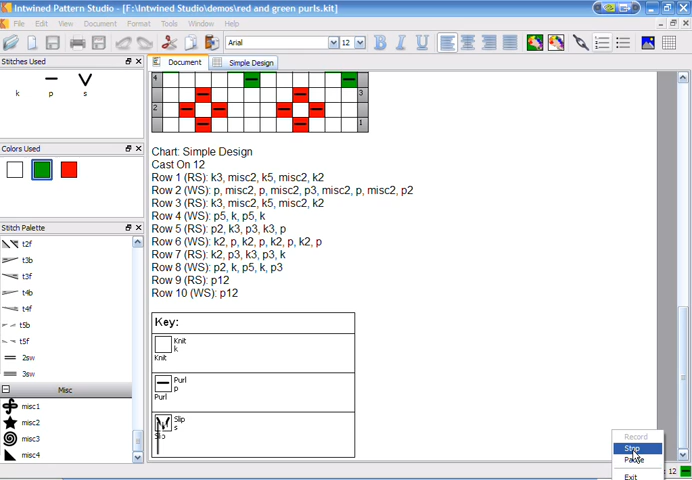 Intwined Pattern Studio - [F:\Intwined Studio\demos\red and green purls.kit]
File Edit View Document Format Tools Window Help
Arial 12 B I U
Stitches Used
k p s
Colors Used
Stitch Palette
t2f
t3b
t3f
t4b
t4f
t5b
t5f
2sw
3sw
Misc
misc1
misc2
misc3
misc4
Document Simple Design
4
3
2
1
Chart: Simple Design
Cast On 12
Row 1 (RS): k3, misc2, k5, misc2, k2
Row 2 (WS): p, misc2, p, misc2, p3, misc2, p, misc2, p2
Row 3 (RS): k3, misc2, k5, misc2, k2
Row 4 (WS): p5, k, p5, k
Row 5 (RS): p2, k3, p3, k3, p
Row 6 (WS): k2, p, k2, p, k2, p, k2, p
Row 7 (RS): k2, p3, k3, p3, k
Row 8 (WS): p2, k, p5, k, p3
Row 9 (RS): p12
Row 10 (WS): p12
Key:
Knit
k
Knit
Purl
p
Purl
Slip
s
Slip
Record
Stop
Pause
Exit
12